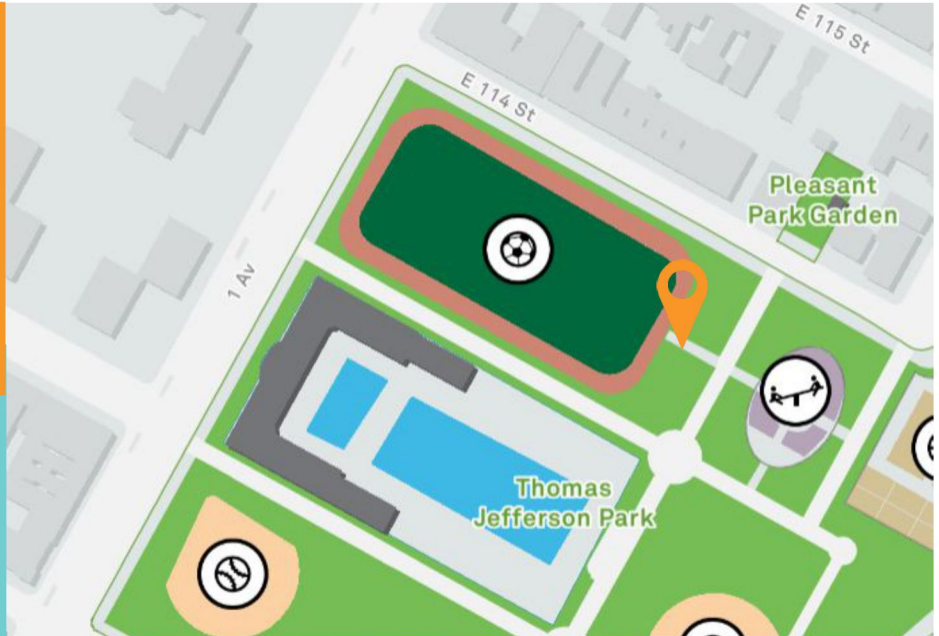 E 115 St
E 114 St
Pleasant
Park Garden
1 Av
Thomas
Jefferson Park